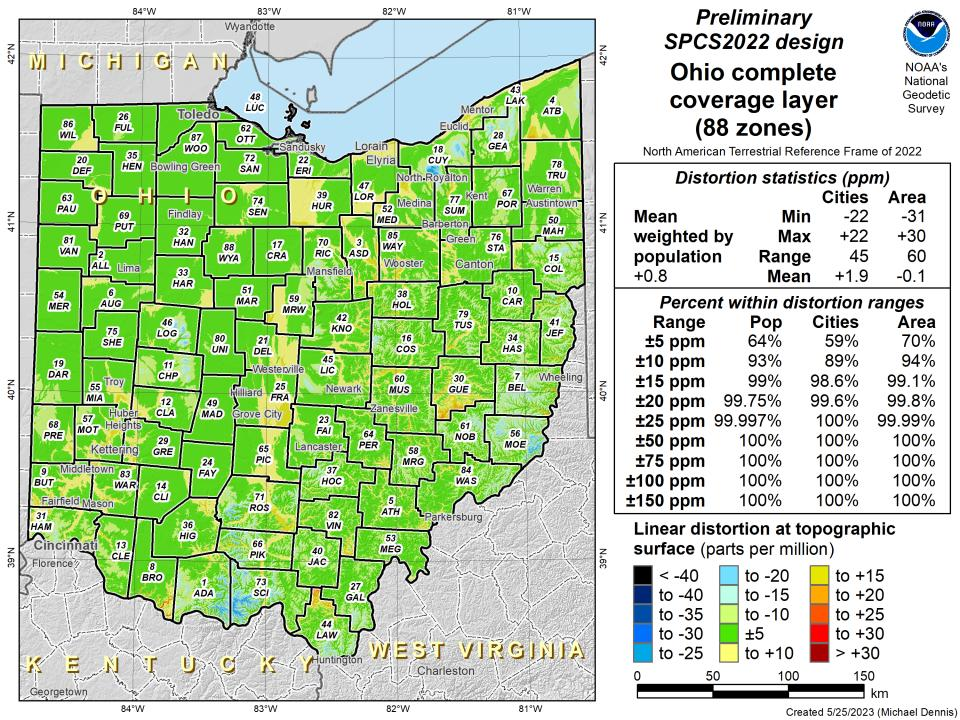 Preliminary
SPCS2022 design
Ohio complete
coverage layer
(88 zones)
North American Terrestrial Reference Frame of 2022
NOAA
NOAA's
National
Geodetic
Survey
Distortion statistics (ppm)
Cities Area
Mean Min -22 -31
weighted by Max +22 +30
population Range 45 60
+0.8 Mean +1.9 -0.1
Percent within distortion ranges
Range Pop Cities Area
±5 ppm 64% 59% 70%
±10 ppm 93% 89% 94%
±15 ppm 99% 98.6% 99.1%
±20 ppm 99.75% 99.6% 99.8%
±25 ppm 99.997% 100% 99.99%
±50 ppm 100% 100% 100%
±75 ppm 100% 100% 100%
±100 ppm 100% 100% 100%
±150 ppm 100% 100% 100%
Linear distortion at topographic
surface (parts per million)
< -40 to -20 to +15
to -40 to -15 to +20
to -35 to -10 to +25
to -30 ±5 to +30
to -25 to +10 > +30
0 50 100 150
km
Created 5/25/2023 (Michael Dennis)
84°W 83°W 82°W 81°W
42°N 42°N
41°N 41°N
40°N 40°N
39°N 39°N
84°W 83°W 82°W 81°W
MICHIGAN
OHIO
KENTUCKY
WEST VIRGINIA
Wyandotte
Toledo
Mentor
Euclid
Sandusky
Lorain
Elyria
Bowling Green
North Royalton
Medina
Kent
Warren
Austintown
Findlay
Barberton
Green
Lima
Mansfield
Wooster
Canton
Westerville
Wheeling
Troy
Hilliard
Newark
Huber
Heights
Grove City
Zanesville
Kettering
Lancaster
Middletown
Fairfield
Mason
Parkersburg
Cincinnati
Florence
Huntington
Charleston
Georgetown
48
LUC
43
LAK
4
ATB
86
WIL
26
FUL
87
WOO
62
OTT
28
GEA
18
CUY
20
DEF
35
HEN
72
SAN
22
ERI
78
TRU
63
PAU
69
PUT
74
SEN
39
HUR
47
LOR
52
MED
77
SUM
67
POR
50
MAH
81
VAN
2
ALL
32
HAN
88
WYA
17
CRA
70
RIC
3
ASD
85
WAY
76
STA
15
COL
54
MER
6
AUG
33
HAR
51
MAR
59
MRW
38
HOL
10
CAR
75
SHE
46
LOG
80
UNI
21
DEL
42
KNO
16
COS
79
TUS
34
HAS
41
JEF
19
DAR
55
MIA
11
CHP
45
LIC
60
MUS
30
GUE
7
BEL
12
CLA
49
MAD
25
FRA
68
PRE
57
MOT
29
GRE
65
PIC
23
FAI
64
PER
61
NOB
56
MOE
9
BUT
83
WAR
14
CLI
24
FAY
37
HOC
58
MRG
84
WAS
71
ROS
5
ATH
31
HAM
13
CLE
36
HIG
82
VIN
53
MEG
8
BRO
66
PIK
40
JAC
1
ADA
73
SCI
27
GAL
44
LAW